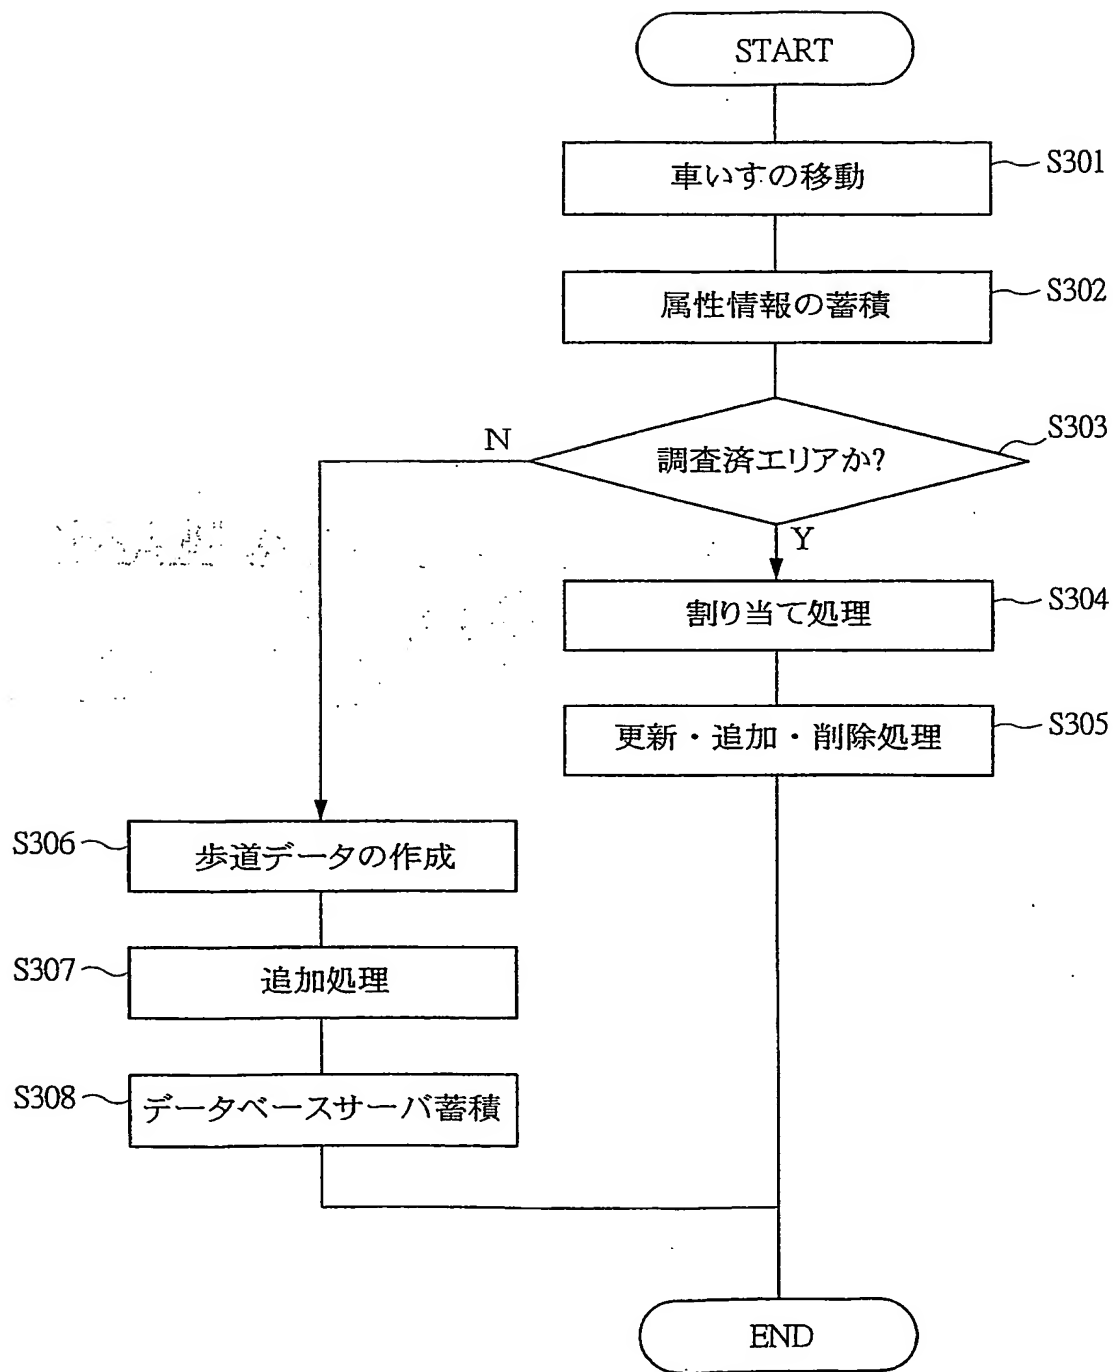 START
車いすの移動
S301
属性情報の蓄積
S302
調査済エリアか?
S303
N
Y
割り当て処理
S304
更新・追加・削除処理
S305
S306
歩道データの作成
S307
追加処理
S308
データベースサーバ蓄積
END